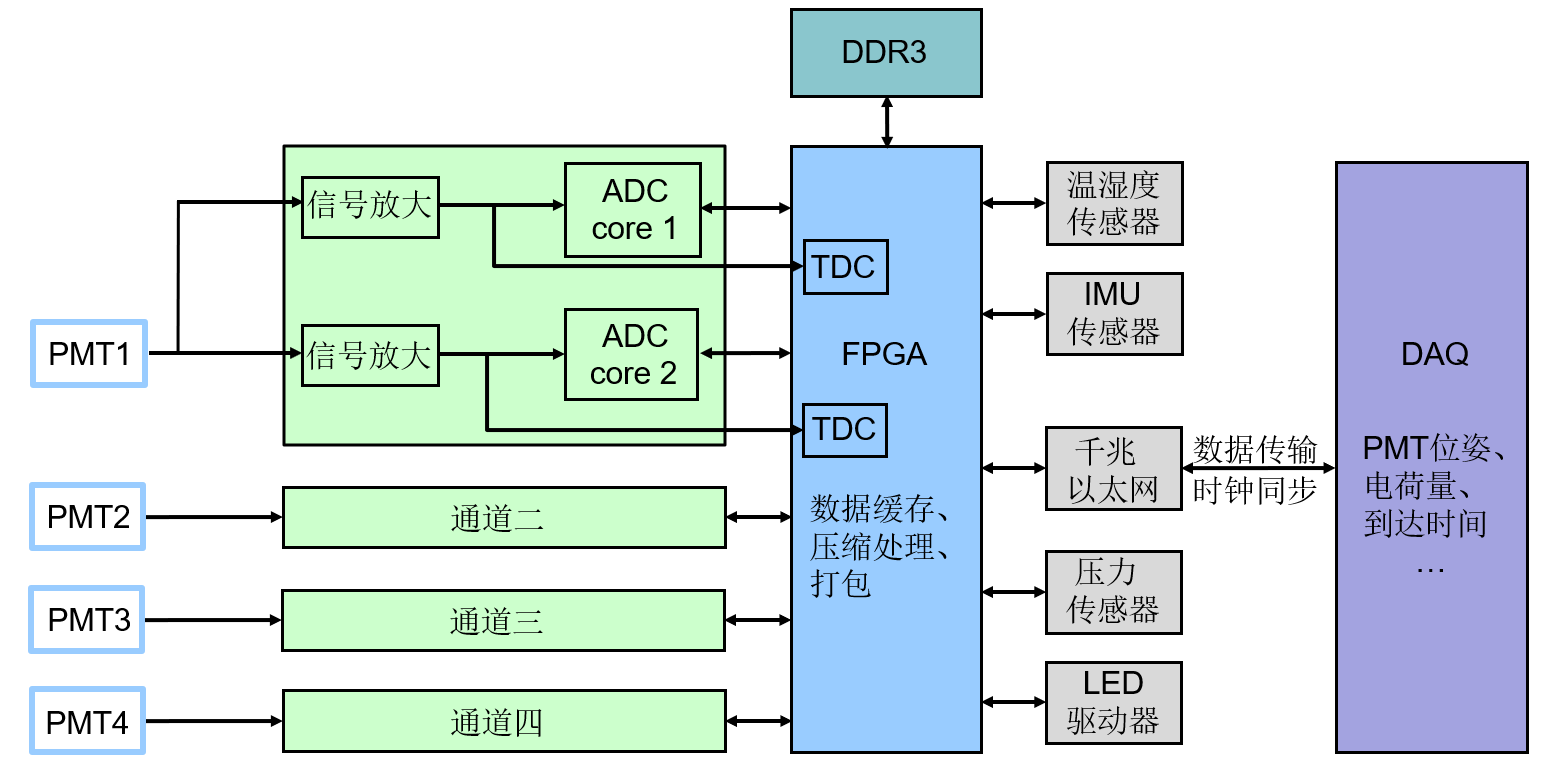 DDR3
信号放大
ADC
core 1
TDC
PMT1
信号放大
ADC
core 2
TDC
PMT2
通道二
PMT3
通道三
PMT4
通道四
FPGA
数据缓存、
压缩处理、
打包
温湿度
传感器
IMU
传感器
千兆
以太网
数据传输
时钟同步
压力
传感器
LED
驱动器
DAQ
PMT位姿、
电荷量、
到达时间
…